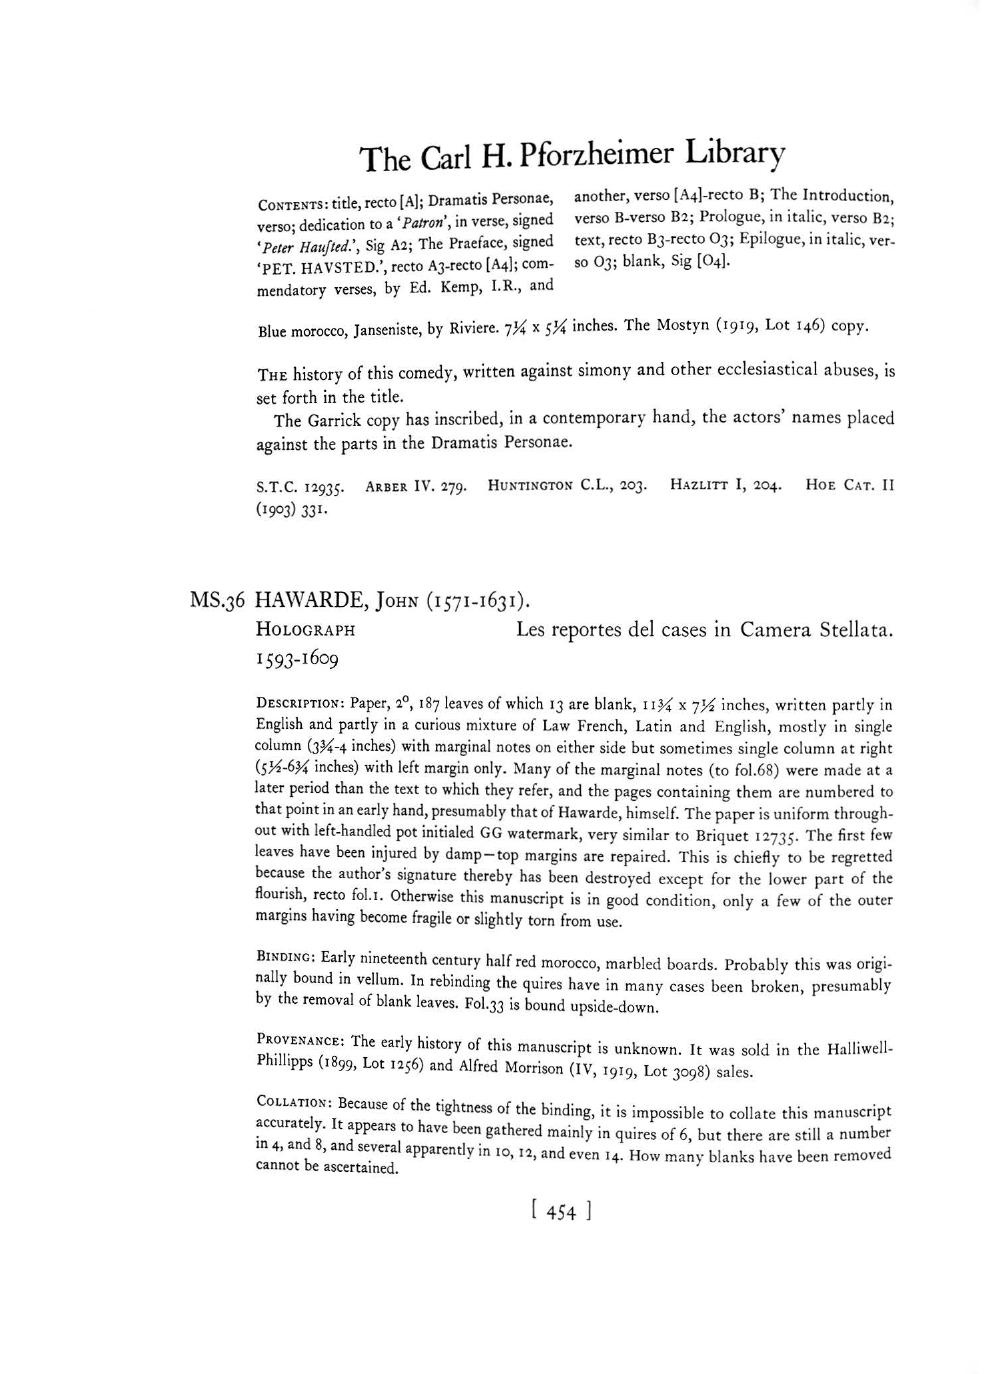 The Carl H. Pforzheimer Library
CONTENTS: title, recto [A]; Dramatis Personae,
verso; dedication to a 'Patron', in verse, signed
'Peter Hauſted.', Sig A2; The Praeface, signed
'PET. HAVSTED.', recto A3-recto [A4]; com-
mendatory verses, by Ed. Kemp, I.R., and
another, verso [A4]-recto B; The Introduction,
verso B-verso B2; Prologue, in italic, verso B2;
text, recto B3-recto O3; Epilogue, in italic, ver-
so O3; blank, Sig [O4].
Blue morocco, Janseniste, by Riviere. 7¼ x 5¼ inches. The Mostyn (1919, Lot 146) copy.
THE history of this comedy, written against simony and other ecclesiastical abuses, is
set forth in the title.
The Garrick copy has inscribed, in a contemporary hand, the actors' names placed
against the parts in the Dramatis Personae.
S.T.C. 12935. ARBER IV. 279. HUNTINGTON C.L., 203. HAZLITT I, 204. HOE CAT. II
(1903) 331.
MS.36 HAWARDE, JOHN (1571-1631).
HOLOGRAPH Les reportes del cases in Camera Stellata.
1593-1609
DESCRIPTION: Paper, 2⁰, 187 leaves of which 13 are blank, 11¾ x 7½ inches, written partly in
English and partly in a curious mixture of Law French, Latin and English, mostly in single
column (3¾-4 inches) with marginal notes on either side but sometimes single column at right
(5½-6¾ inches) with left margin only. Many of the marginal notes (to fol.68) were made at a
later period than the text to which they refer, and the pages containing them are numbered to
that point in an early hand, presumably that of Hawarde, himself. The paper is uniform through-
out with left-handled pot initialed GG watermark, very similar to Briquet 12735. The first few
leaves have been injured by damp—top margins are repaired. This is chiefly to be regretted
because the author's signature thereby has been destroyed except for the lower part of the
flourish, recto fol.1. Otherwise this manuscript is in good condition, only a few of the outer
margins having become fragile or slightly torn from use.
BINDING: Early nineteenth century half red morocco, marbled boards. Probably this was origi-
nally bound in vellum. In rebinding the quires have in many cases been broken, presumably
by the removal of blank leaves. Fol.33 is bound upside-down.
PROVENANCE: The early history of this manuscript is unknown. It was sold in the Halliwell-
Phillipps (1899, Lot 1256) and Alfred Morrison (IV, 1919, Lot 3098) sales.
COLLATION: Because of the tightness of the binding, it is impossible to collate this manuscript
accurately. It appears to have been gathered mainly in quires of 6, but there are still a number
in 4, and 8, and several apparently in 10, 12, and even 14. How many blanks have been removed
cannot be ascertained.
[ 454 ]